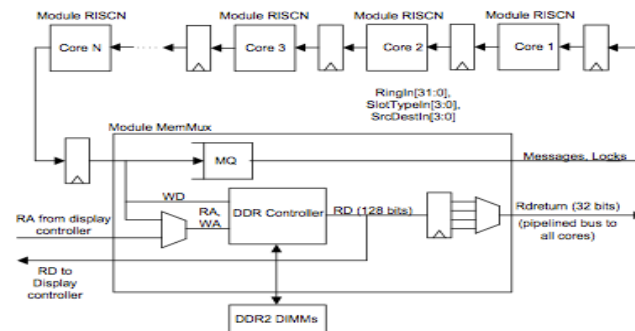 Module RISCN
Module RISCN
Module RISCN
Module RISCN
Core N
Core 3
Core 2
Core 1
RingIn[31:0],
SlotTypeIn[3:0],
SrcDestIn[3:0]
Module MemMux
MQ
Messages, Locks
WD
RA from display
controller
RA,
WA
DDR Controller
RD (128 bits)
Rdreturn (32 bits)
(pipelined bus to
all cores)
RD to
Display
controller
DDR2 DIMMs